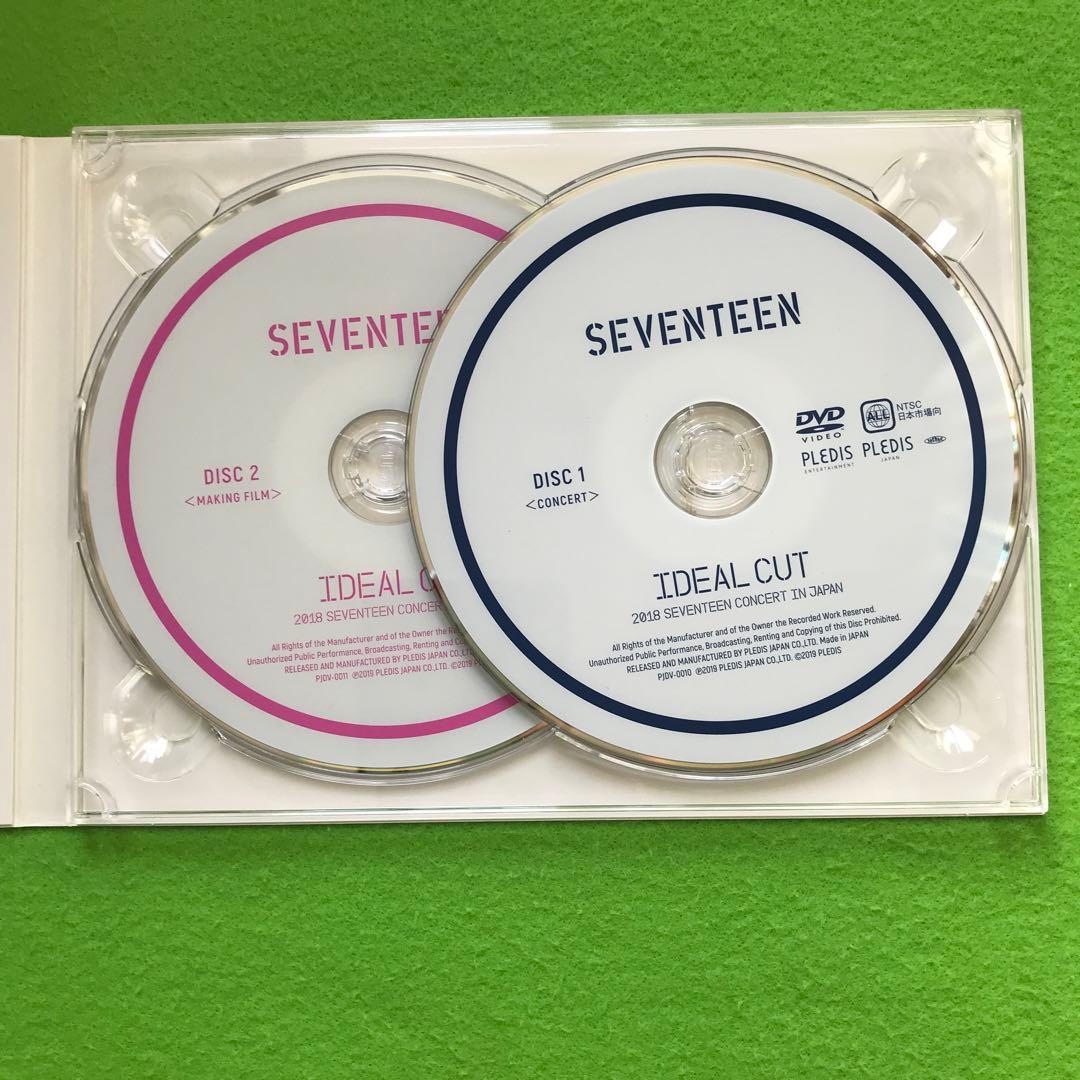 SEVENTEE
DISC 2
<MAKING FILM>
IDEAL
2018 SEVENTEEN CONCER
All Rights of the Manufacturer and of the Owner the
Unauthorized Public Performance, Broadcasting, Renting and
RELEASED AND MANUFACTURED BY PLEDIS JAPAN CO.,LTD.
PJDV-0011 ℗2019 PLEDIS JAPAN CO.,LTD. ©2019
SEVENTEEN
DISC 1
<CONCERT>
DVD
VIDEO
ALL
NTSC
日本市場向
PLEDIS
ENTERTAINMENT
PLEDIS
JAPAN
IDEAL CUT
2018 SEVENTEEN CONCERT IN JAPAN
All Rights of the Manufacturer and of the Owner the Recorded Work Reserved.
Unauthorized Public Performance, Broadcasting, Renting and Copying of this Disc Prohibited.
RELEASED AND MANUFACTURED BY PLEDIS JAPAN CO.,LTD. Made in JAPAN
PJDV-0010 ℗2019 PLEDIS JAPAN CO.,LTD. ©2019 PLEDIS